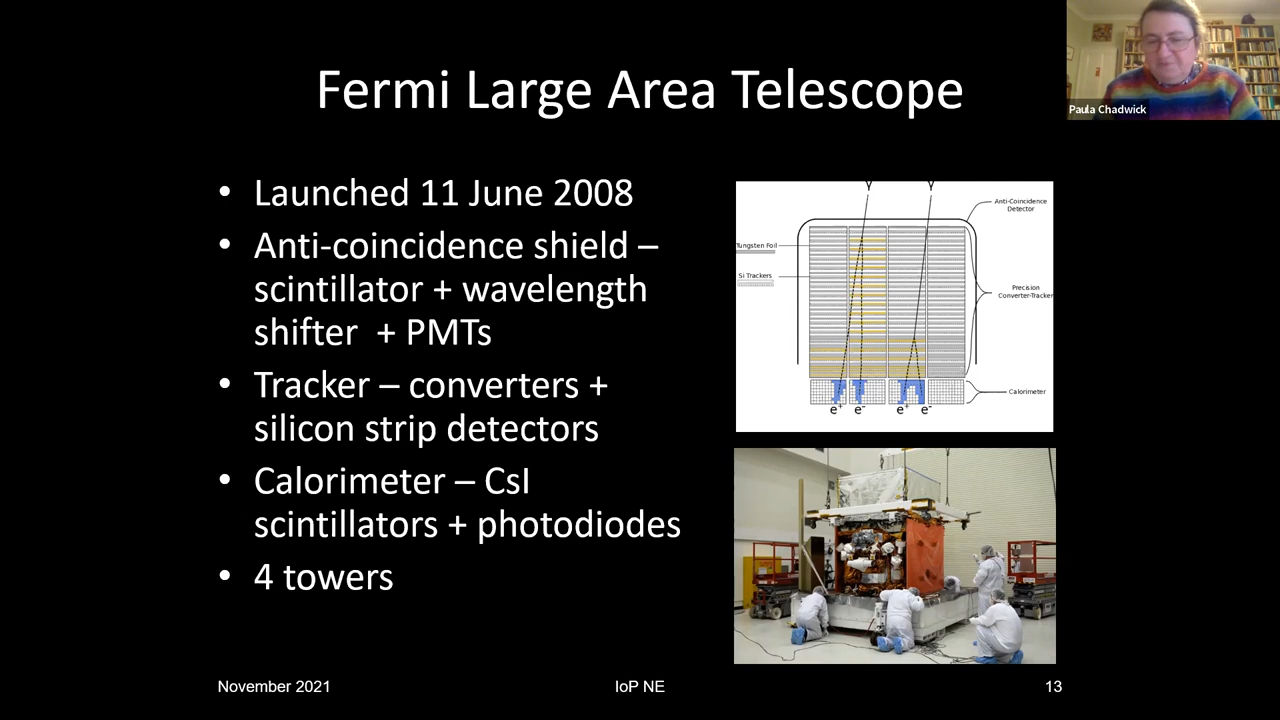 Fermi Large Area Telescope
Paula Chadwick
• Launched 11 June 2008
• Anti-coincidence shield –
scintillator + wavelength
shifter + PMTs
• Tracker – converters +
silicon strip detectors
• Calorimeter – CsI
scintillators + photodiodes
• 4 towers
γ γ
Anti-Coincidence
Detector
Tungsten Foil
Si Trackers
Precision
Converter-Tracker
Calorimeter
e⁺ e⁻ e⁺ e⁻
November 2021
IoP NE
13